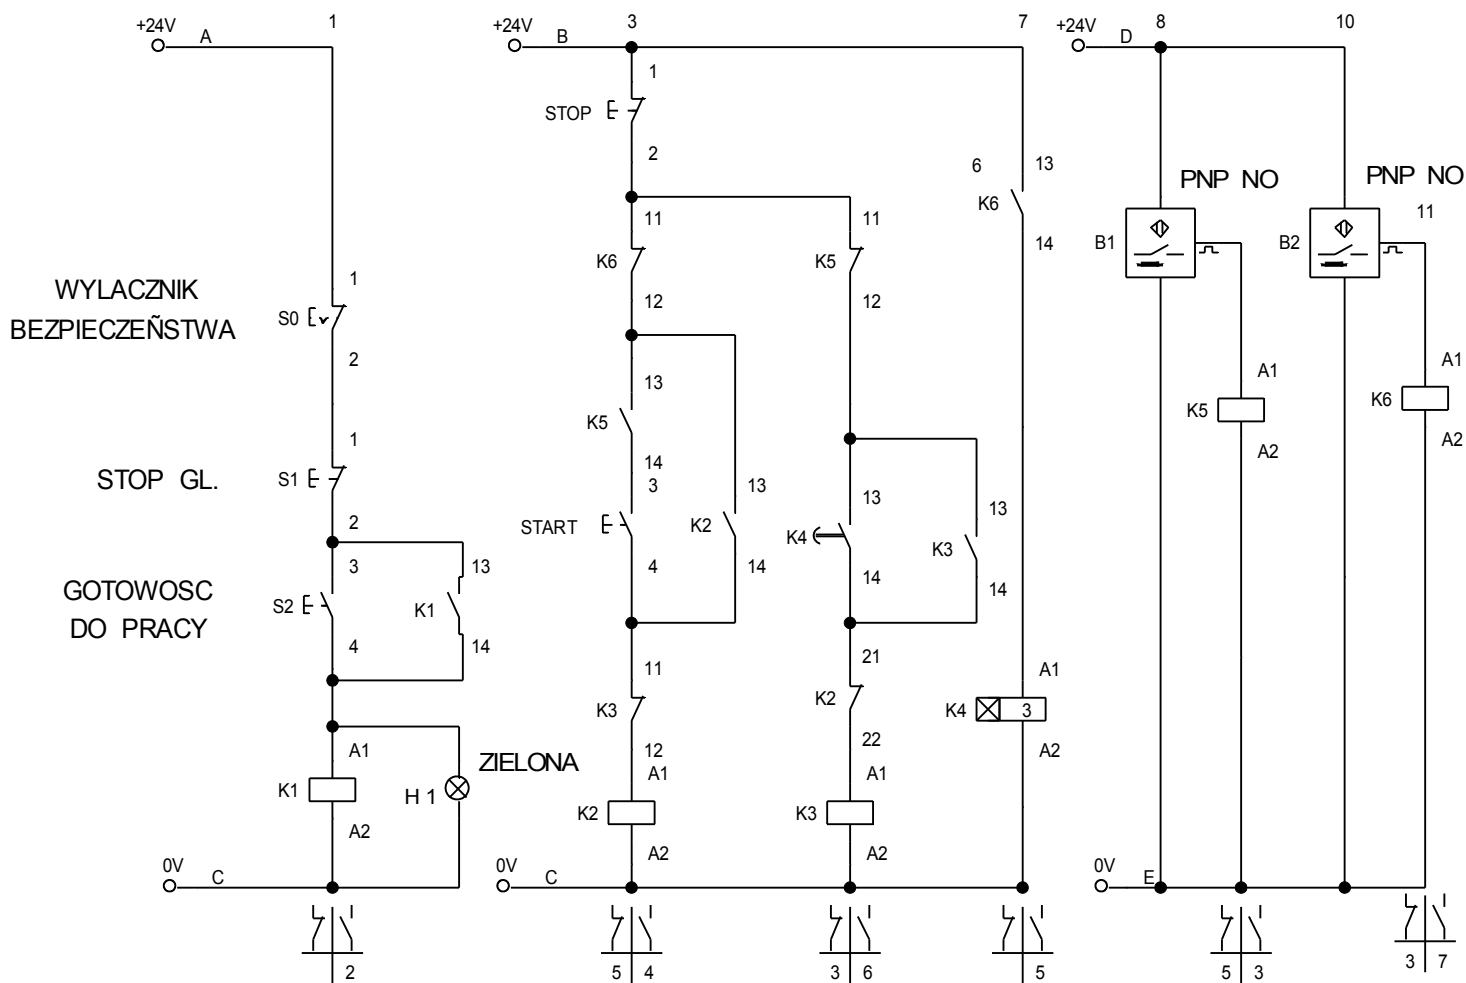 1 3 7 8 10
+24V A +24V B +24V D
1
STOP
2
6 13
PNP NO PNP NO
K6
11 11 11
14
B1 B2
K6 K5
1
WYLACZNIK
12 12
S0
BEZPIECZEÑSTWA
2
A1 A1
13
K5 K6
K5
1 A2 A2
14
STOP GL. S1
3 13 13 13
2
START K2 K4 K3
3 13 4 14 14 14
GOTOWOSC
S2 K1
DO PRACY
4 14 11 21 A1
K3 K2 K4 3
A1 12 22 A2
ZIELONA
A1 A1
K1 H 1
K2 K3
A2
A2 A2
0V C 0V C 0V E
2 5 4 3 6 5 5 3 3 7